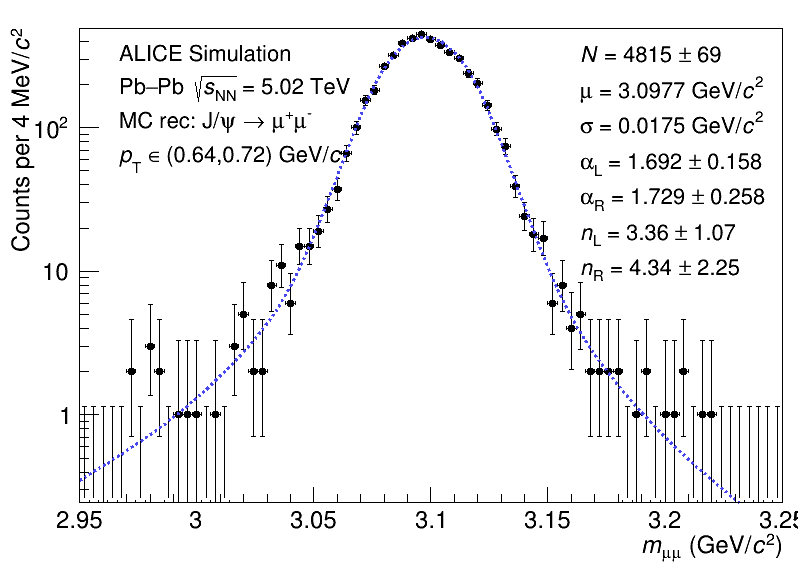 ALICE Simulation
Pb–Pb √sNN = 5.02 TeV
MC rec: J/ψ → μ+μ-
pT ∈ (0.64,0.72) GeV/c
N = 4815 ± 69
μ = 3.0977 GeV/c²
σ = 0.0175 GeV/c²
αL = 1.692 ± 0.158
αR = 1.729 ± 0.258
nL = 3.36 ± 1.07
nR = 4.34 ± 2.25
Counts per 4 MeV/c²
10²
10
1
2.95 3 3.05 3.1 3.15 3.2 3.25
mμμ (GeV/c²)